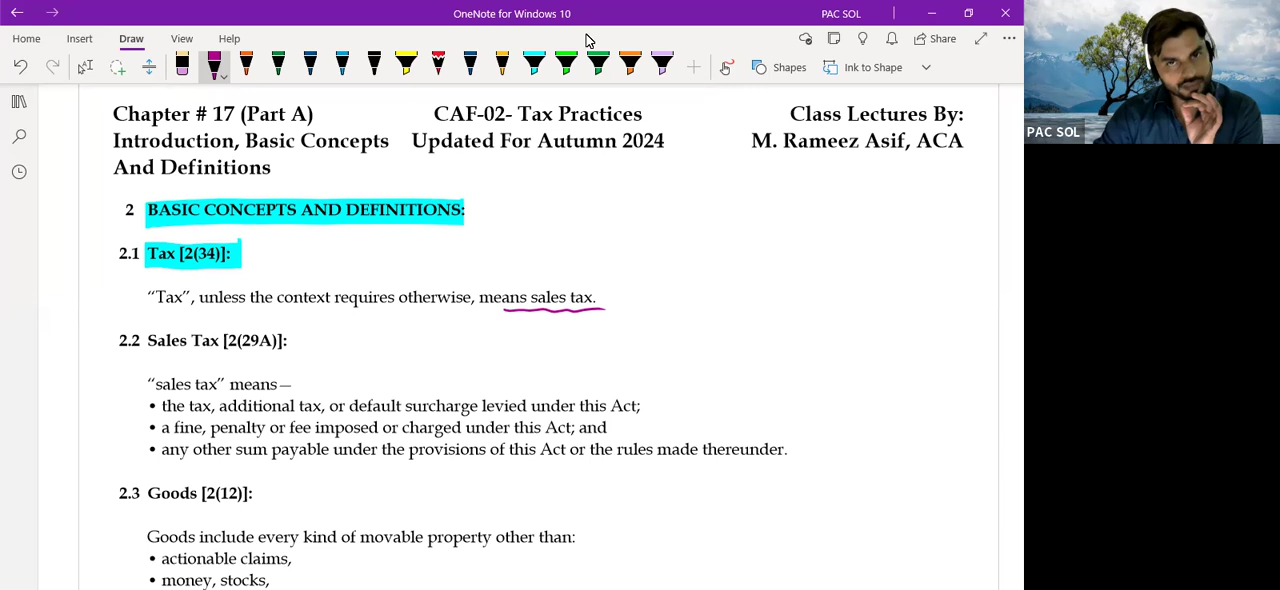 OneNote for Windows 10
PAC SOL
Home
Insert
Draw
View
Help
Share
Shapes
Ink to Shape
PAC SOL
Chapter # 17 (Part A)
Introduction, Basic Concepts
And Definitions
CAF-02- Tax Practices
Updated For Autumn 2024
Class Lectures By:
M. Rameez Asif, ACA
2 BASIC CONCEPTS AND DEFINITIONS:
2.1 Tax [2(34)]:
“Tax”, unless the context requires otherwise, means sales tax.
2.2 Sales Tax [2(29A)]:
“sales tax” means—
• the tax, additional tax, or default surcharge levied under this Act;
• a fine, penalty or fee imposed or charged under this Act; and
• any other sum payable under the provisions of this Act or the rules made thereunder.
2.3 Goods [2(12)]:
Goods include every kind of movable property other than:
• actionable claims,
• money, stocks,